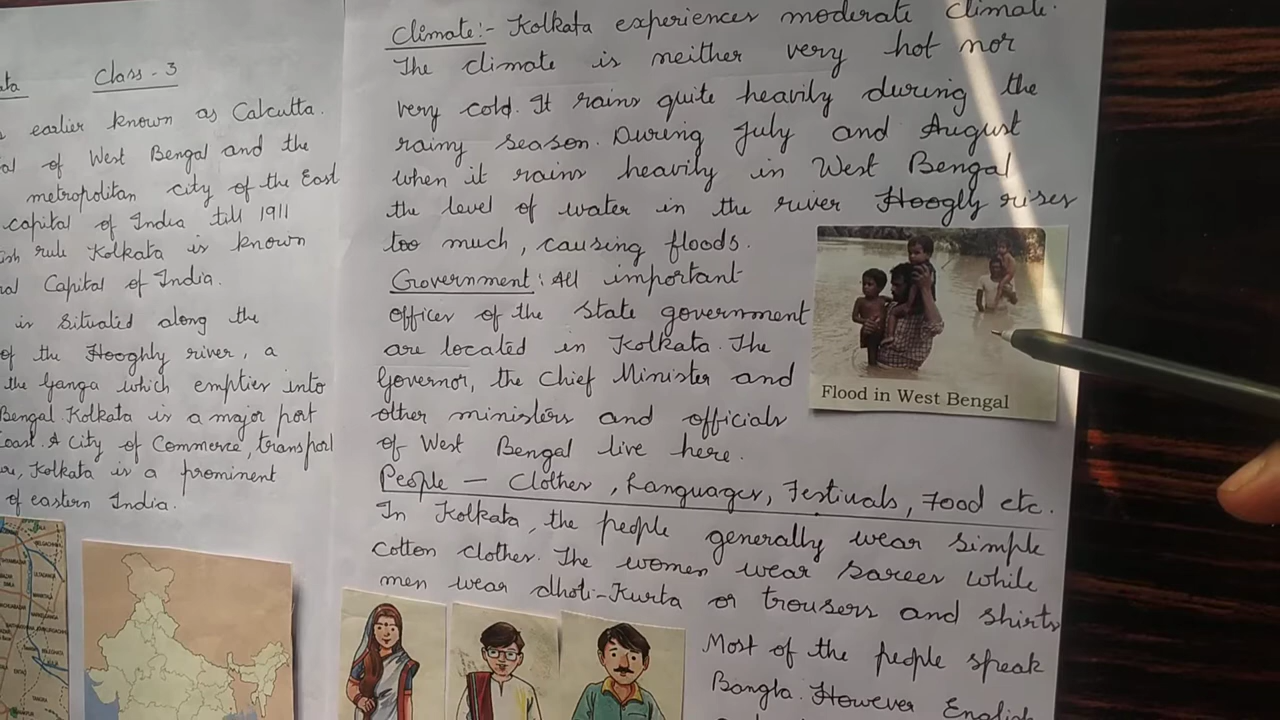 Class - 3
earlier known as Calcutta.
of West Bengal and the
metropolitan city of the East
capital of India till 1911
rule Kolkata is known
Capital of India.
is situated along the
of the Hooghly river, a
the Ganga which empties into
Bengal. Kolkata is a major port
Coast. A City of Commerce, transport
Kolkata is a prominent
of eastern India.
Climate:- Kolkata experiences moderate climate.
The climate is neither very hot nor
very cold. It rains quite heavily during the
rainy season. During July and August
when it rains heavily in West Bengal
the level of water in the river Hoogly rises
too much, causing floods.
Government: All important
offices of the State government
are located in Kolkata. The
Governor, the Chief Minister and
other ministers and officials
of West Bengal live here.
Flood in West Bengal
People — Clothes, Languages, Festivals, Food etc.
In Kolkata, the people generally wear simple
cotton clothes. The women wear sarees while
men wear dhoti-Kurta or trousers and shirts
Most of the people speak
Bangla. However English